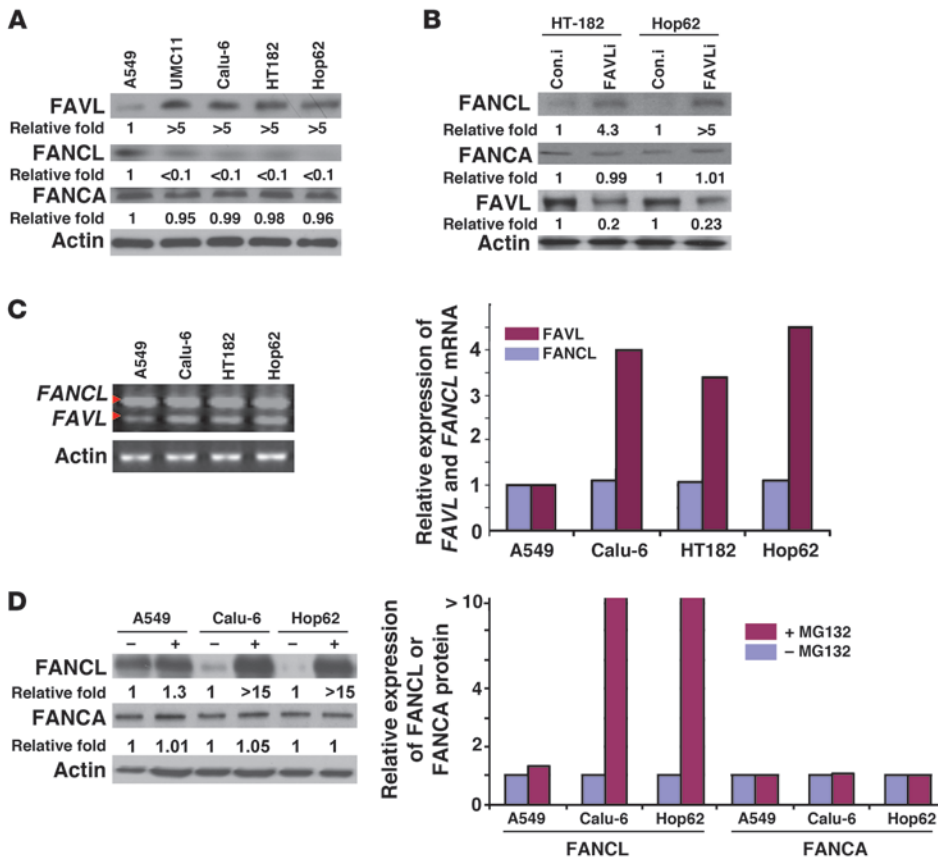 A
A549
UMC11
Calu-6
HT182
Hop62
FAVL
Relative fold 1 >5 >5 >5 >5
FANCL
Relative fold 1 <0.1 <0.1 <0.1 <0.1
FANCA
Relative fold 1 0.95 0.99 0.98 0.96
Actin
B
HT-182 Hop62
Con.i FAVLi Con.i FAVLi
FANCL
Relative fold 1 4.3 1 >5
FANCA
Relative fold 1 0.99 1 1.01
FAVL
Relative fold 1 0.2 1 0.23
Actin
C
A549
Calu-6
HT182
Hop62
FANCL
FAVL
Actin
Relative expression of
FAVL and FANCL mRNA
4
3
2
1
0
FAVL
FANCL
A549 Calu-6 HT182 Hop62
D
A549 Calu-6 Hop62
– + – + – +
FANCL
Relative fold 1 1.3 1 >15 1 >15
FANCA
Relative fold 1 1.01 1 1.05 1 1
Actin
Relative expression of FANCL or
FANCA protein
> 10
4
2
1
0
+ MG132
– MG132
A549 Calu-6 Hop62 A549 Calu-6 Hop62
FANCL FANCA